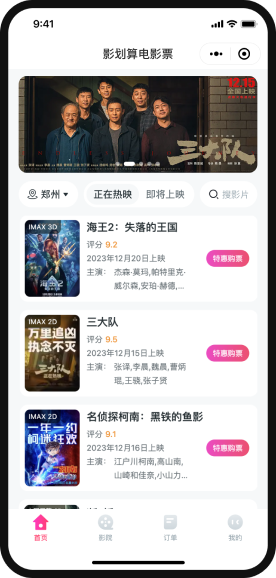 9:41
影划算电影票
12.15
全国上映
三大队
郑州
正在热映
即将上映
搜影片
IMAX 3D
海王2
海王2：失落的王国
评分 9.2
2023年12月20日上映
主演： 杰森·莫玛,帕特里克·
威尔森,安珀·赫德,...
特惠购票
IMAX 2D
万里追凶
执念不灭
三大队
三大队
评分 9.5
2023年12月15日上映
主演： 张译,李晨,魏晨,曹炳
琨,王骁,张子贤
特惠购票
IMAX 2D
一年一约
柯迷狂欢
名侦探柯南：黑铁的鱼影
评分 9.1
2023年12月16日上映
主演： 江户川柯南,高山南,
山崎和佳奈,小山力...
特惠购票
IMAX 2D
首页
影院
订单
我的